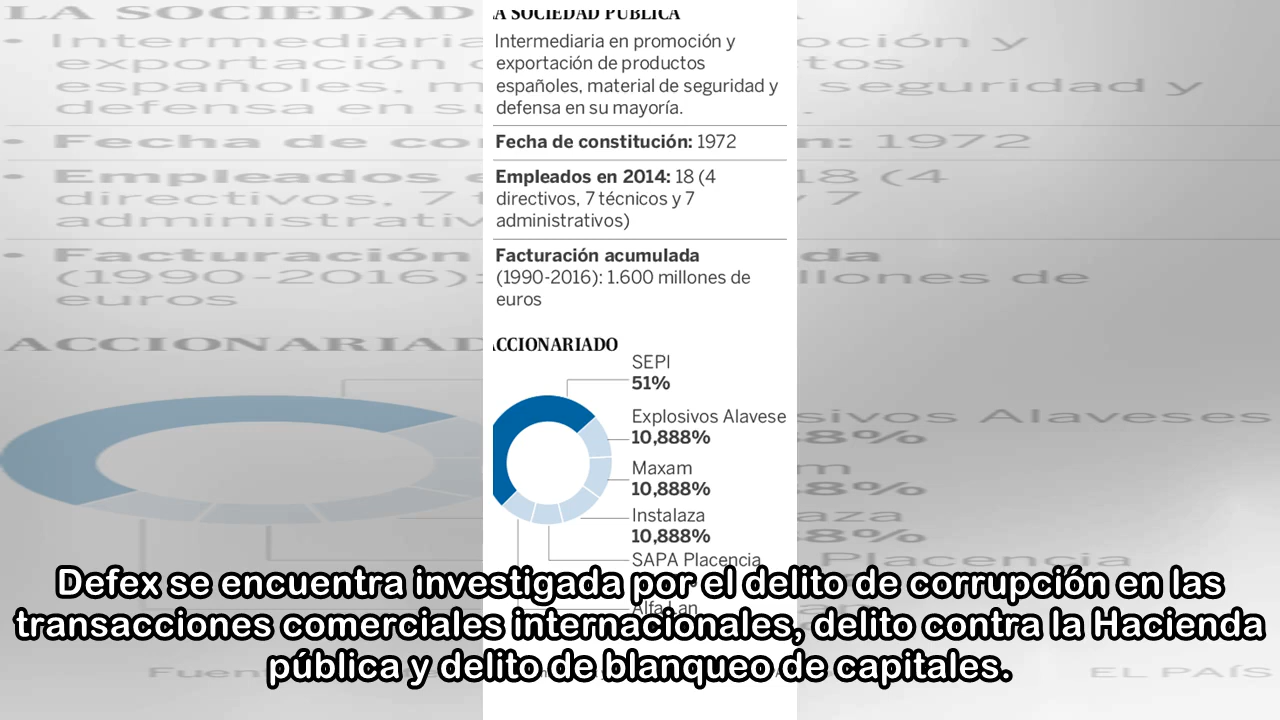 LA SOCIEDAD PÚBLICA
Intermediaria en promoción y
exportación de productos
españoles, material de seguridad y
defensa en su mayoría.
Fecha de constitución: 1972
Empleados en 2014: 18 (4
directivos, 7 técnicos y 7
administrativos)
Facturación acumulada
(1990-2016): 1.600 millones de
euros
ACCIONARIADO
SEPI
51%
Explosivos Alavese
10,888%
Maxam
10,888%
Instalaza
10,888%
SAPA Placencia
Alfa Lan
Defex se encuentra investigada por el delito de corrupción en las
transacciones comerciales internacionales, delito contra la Hacienda
pública y delito de blanqueo de capitales.
EL PAÍS